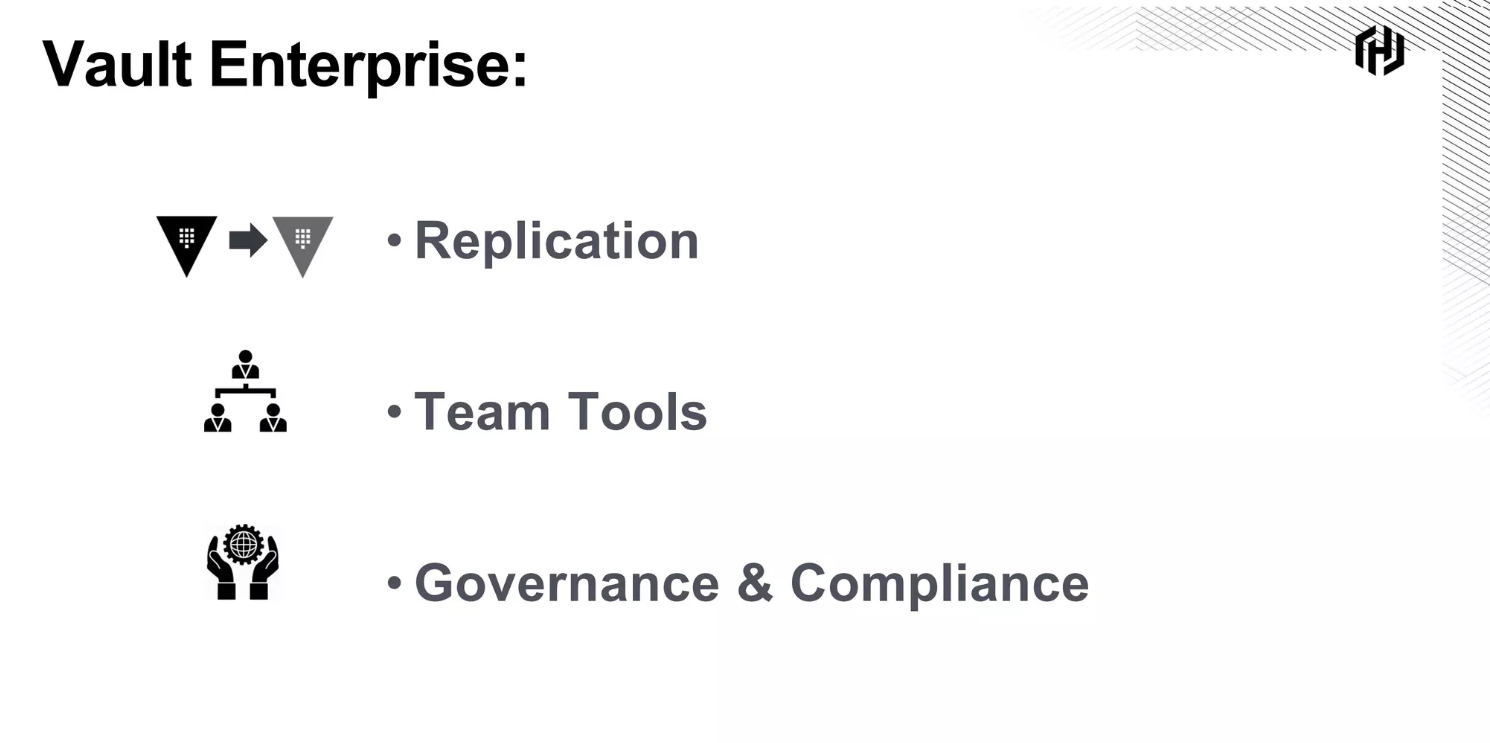 Vault Enterprise:
• Replication
• Team Tools
• Governance & Compliance